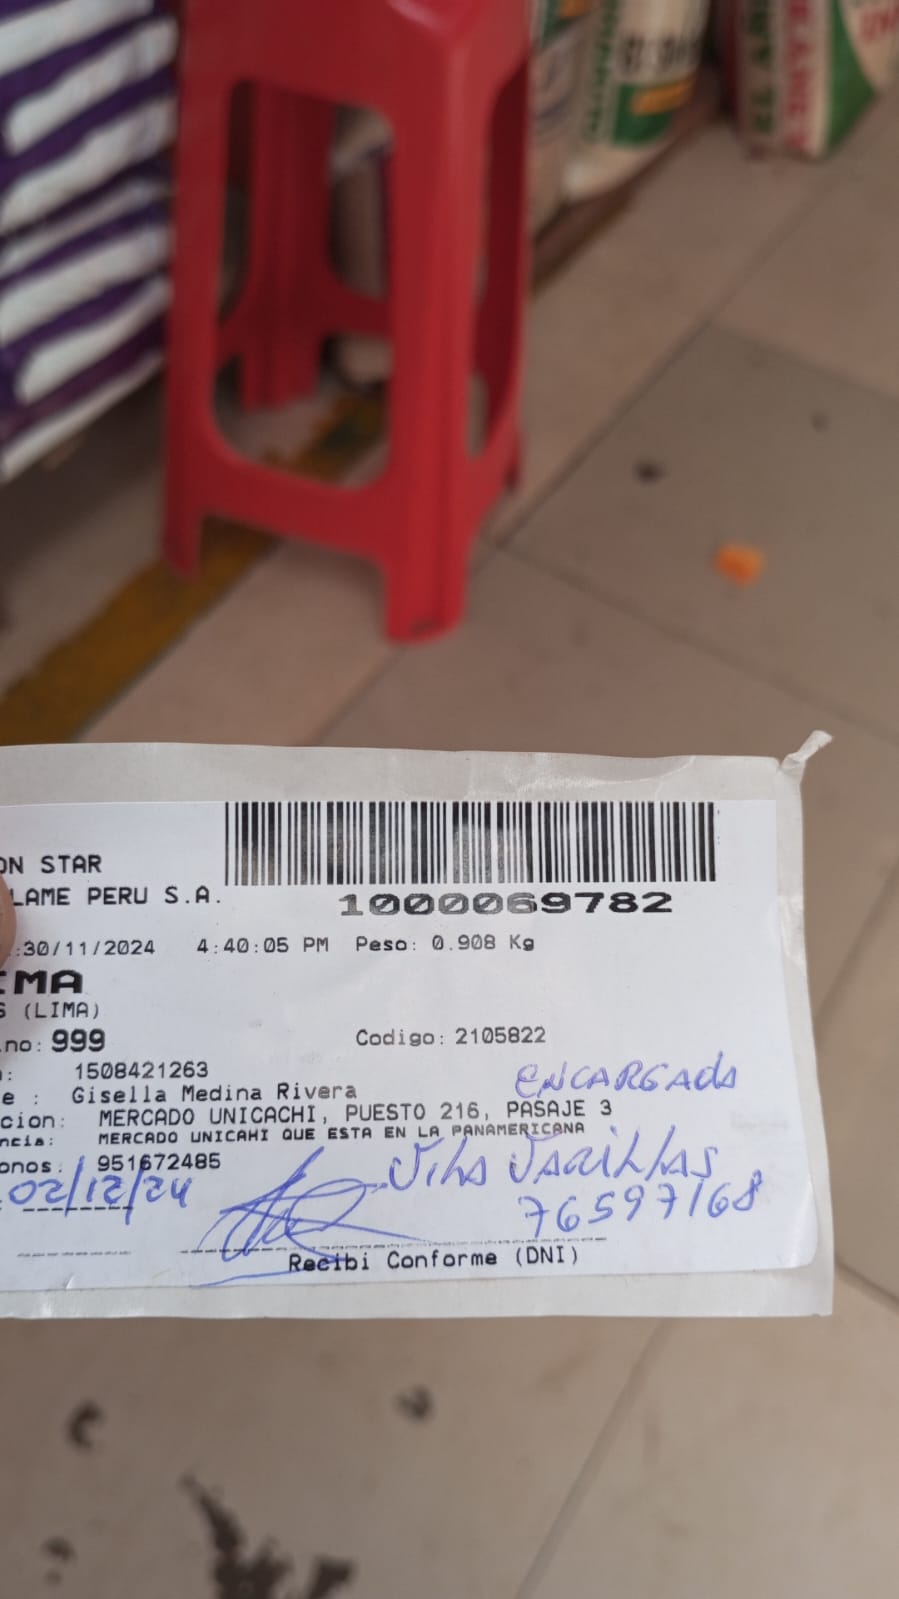 ON STAR
LAME PERU S.A.
1000069782
:30/11/2024 4:40:05 PM Peso: 0.908 Kg
IMA
S (LIMA)
.no: 999 Codigo: 2105822
: 1508421263
ENCARGADA
e : Gisella Medina Rivera
cion: MERCADO UNICACHI, PUESTO 216, PASAJE 3
ncia: MERCADO UNICAHI QUE ESTA EN LA PANAMERICANA
onos: 951672485
02/12/24
VARILLAS
76597168
Recibi Conforme (DNI)